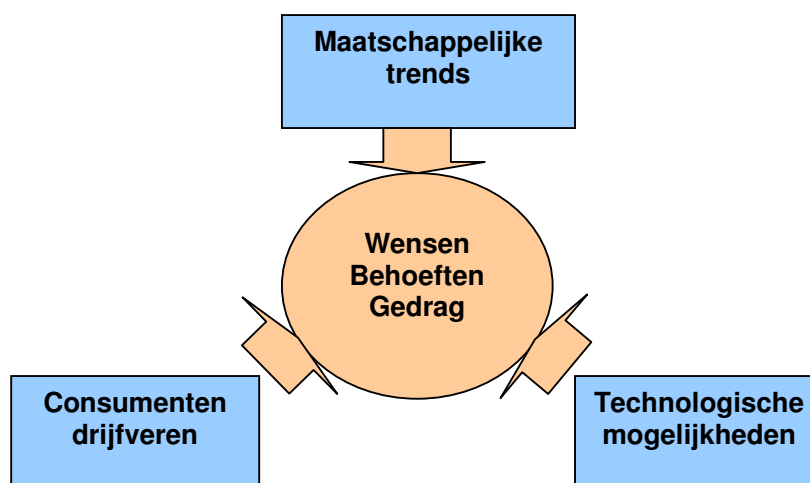 Maatschappelijke
trends
Wensen
Behoeften
Gedrag
Consumenten
drijfveren
Technologische
mogelijkheden